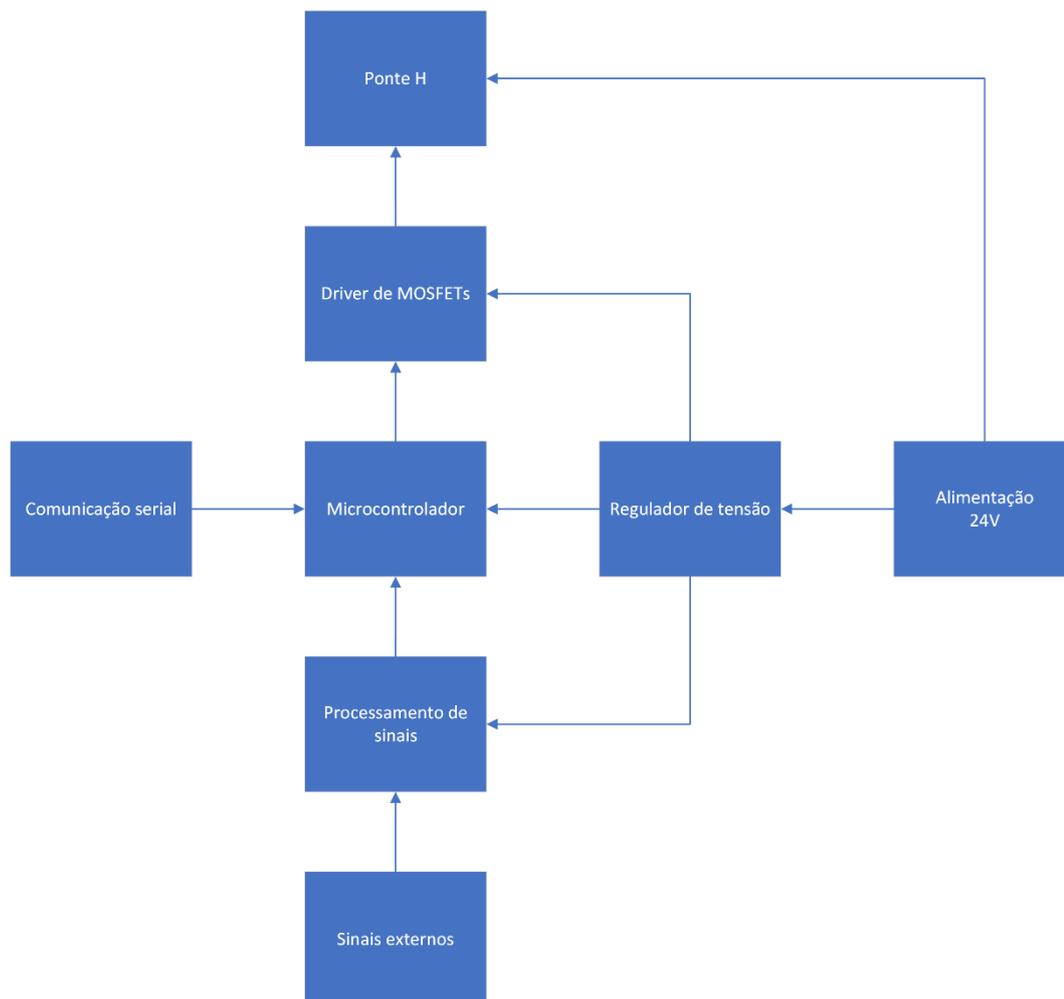 Ponte H
Driver de MOSFETs
Comunicação serial
Microcontrolador
Regulador de tensão
Alimentação
24V
Processamento de
sinais
Sinais externos